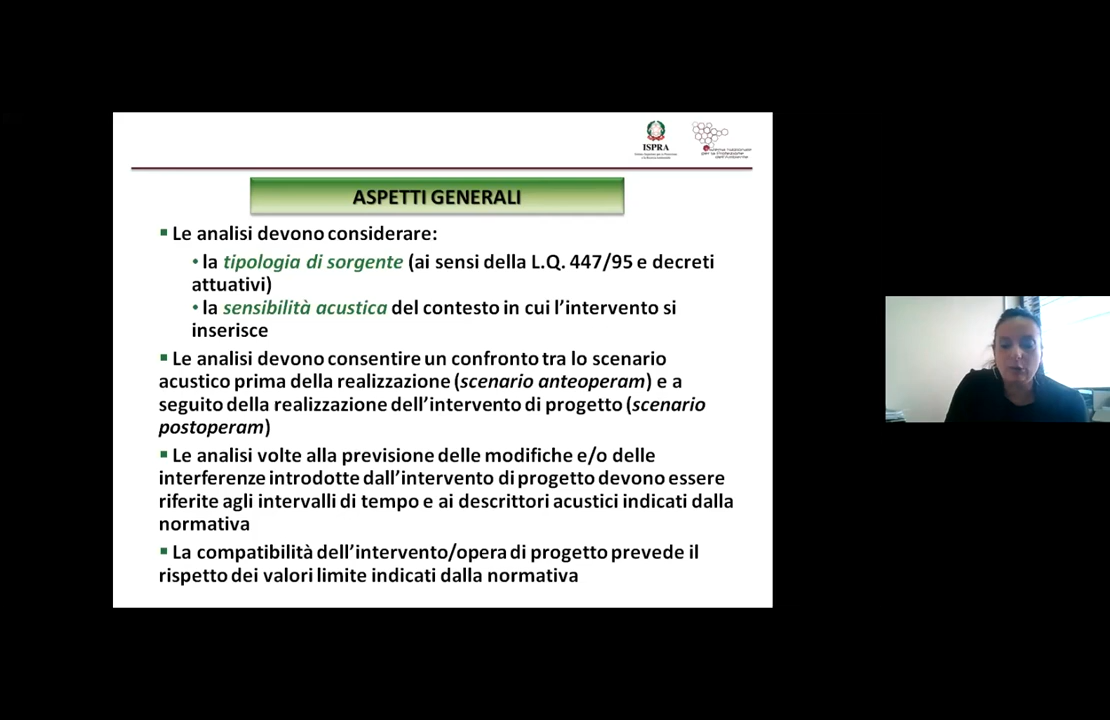 ISPRA
ASPETTI GENERALI
▪ Le analisi devono considerare:
• la tipologia di sorgente (ai sensi della L.Q. 447/95 e decreti
attuativi)
• la sensibilità acustica del contesto in cui l’intervento si
inserisce
▪ Le analisi devono consentire un confronto tra lo scenario
acustico prima della realizzazione (scenario anteoperam) e a
seguito della realizzazione dell’intervento di progetto (scenario
postoperam)
▪ Le analisi volte alla previsione delle modifiche e/o delle
interferenze introdotte dall’intervento di progetto devono essere
riferite agli intervalli di tempo e ai descrittori acustici indicati dalla
normativa
▪ La compatibilità dell’intervento/opera di progetto prevede il
rispetto dei valori limite indicati dalla normativa